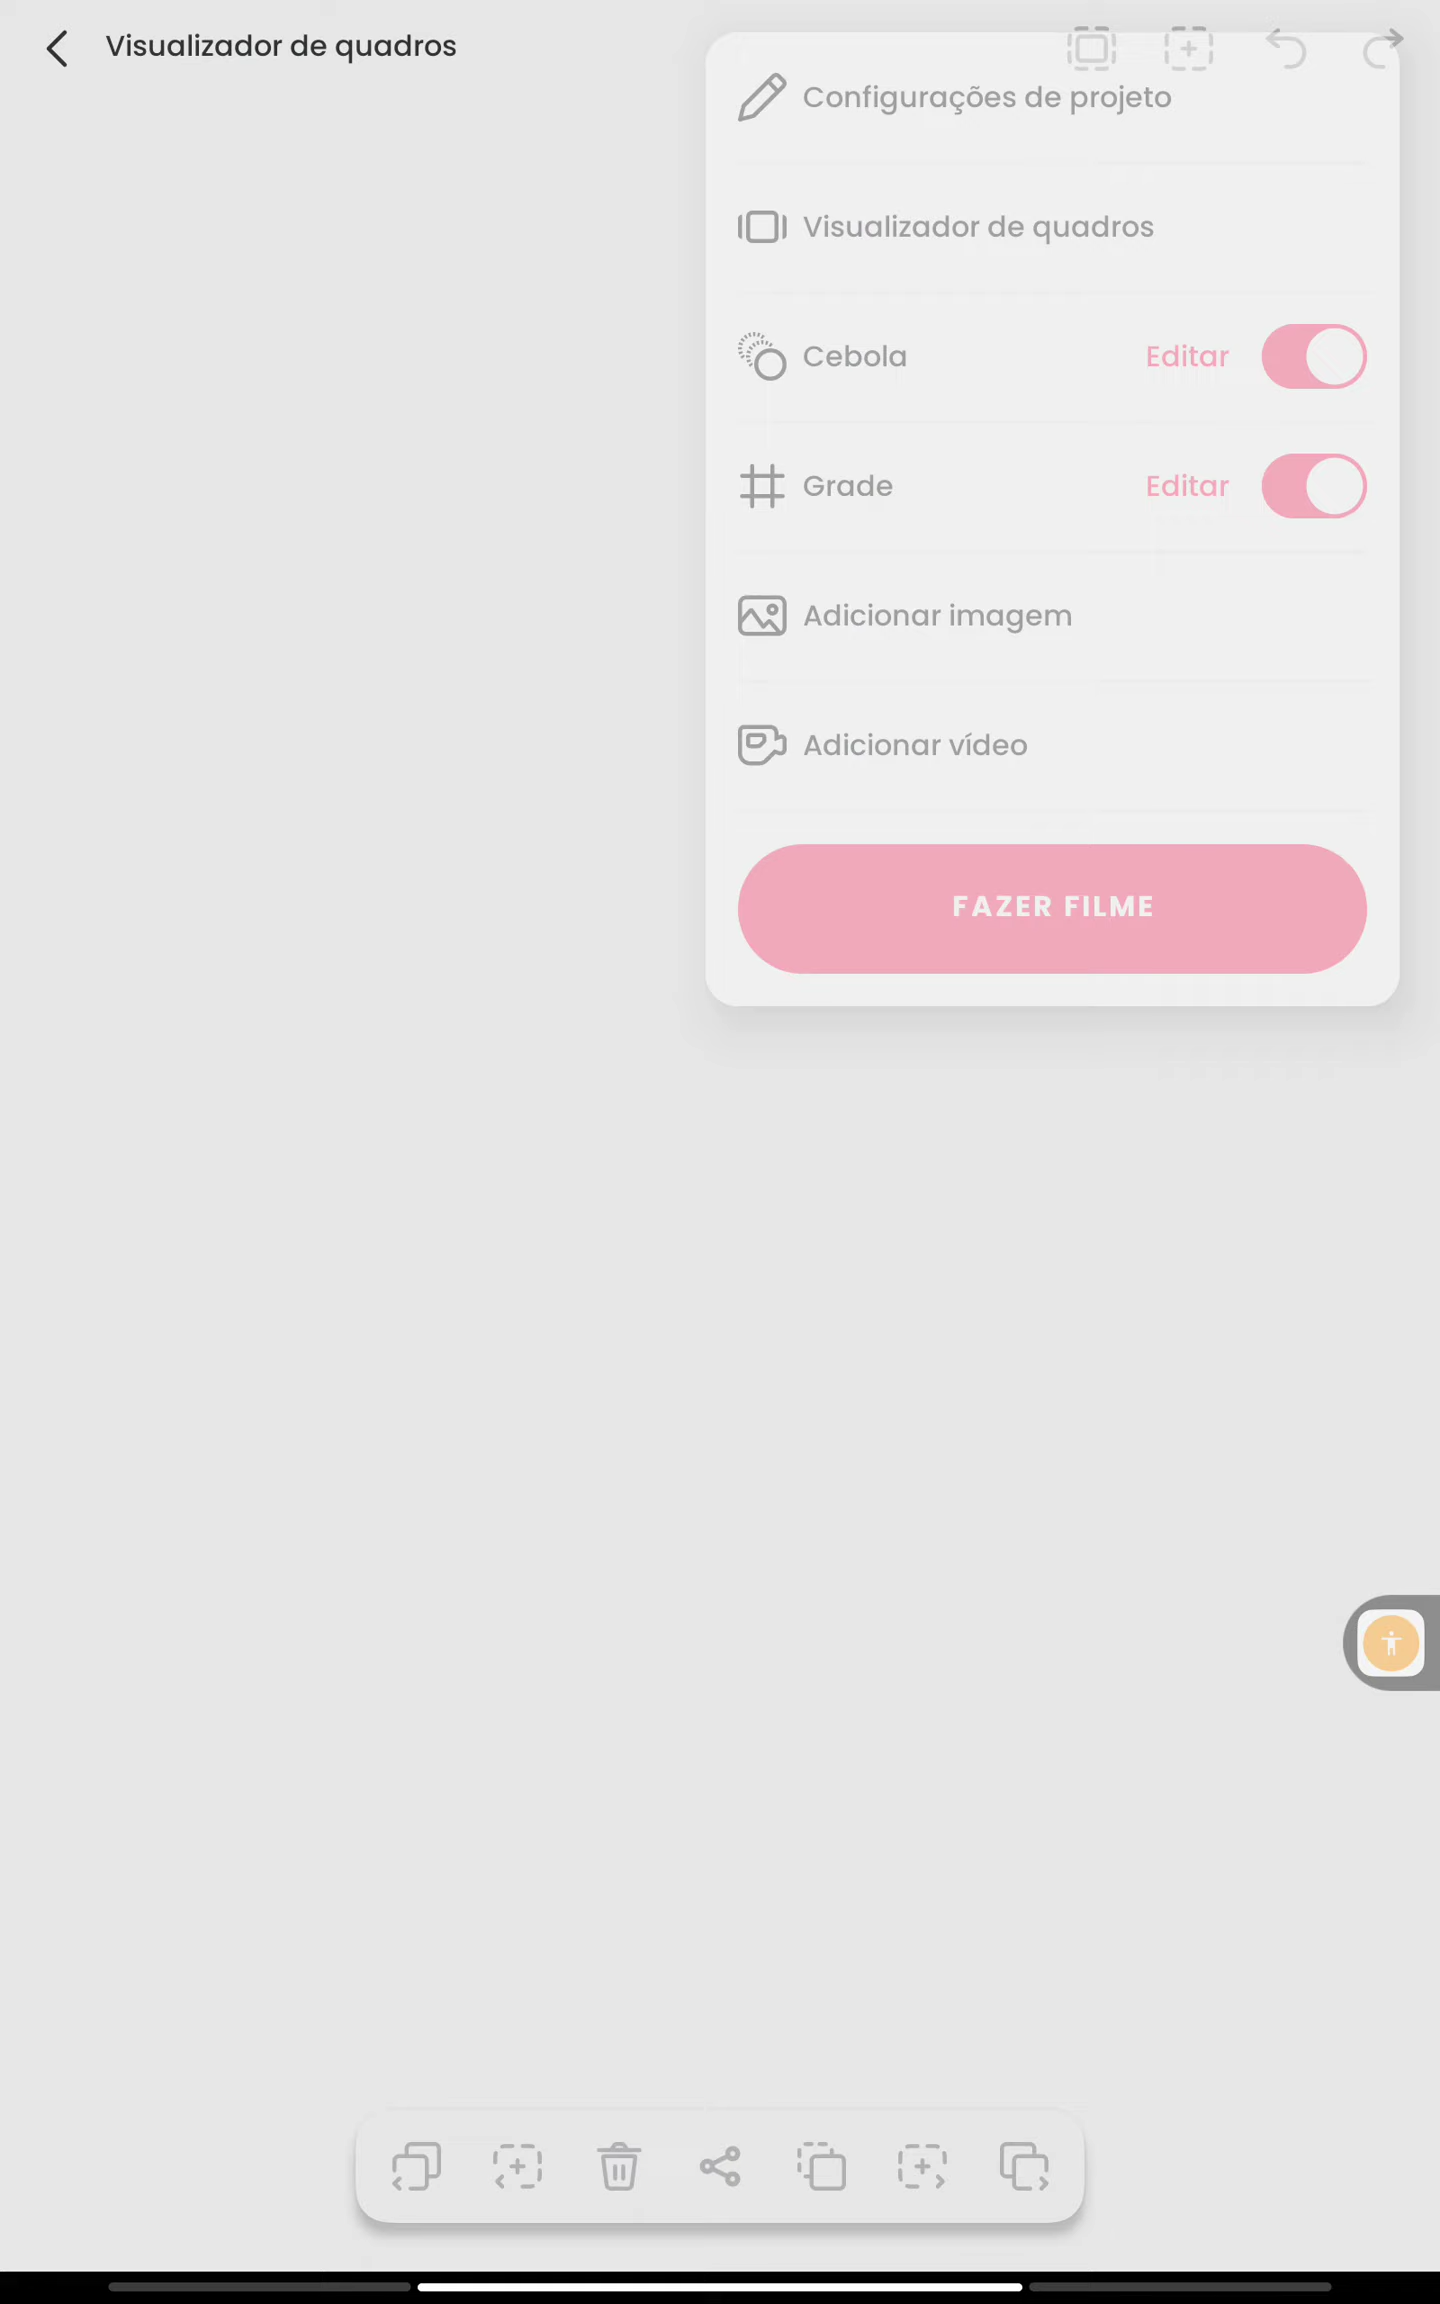 Visualizador de quadros
Configurações de projeto
Visualizador de quadros
Cebola Editar
Grade Editar
Adicionar imagem
Adicionar vídeo
FAZER FILME